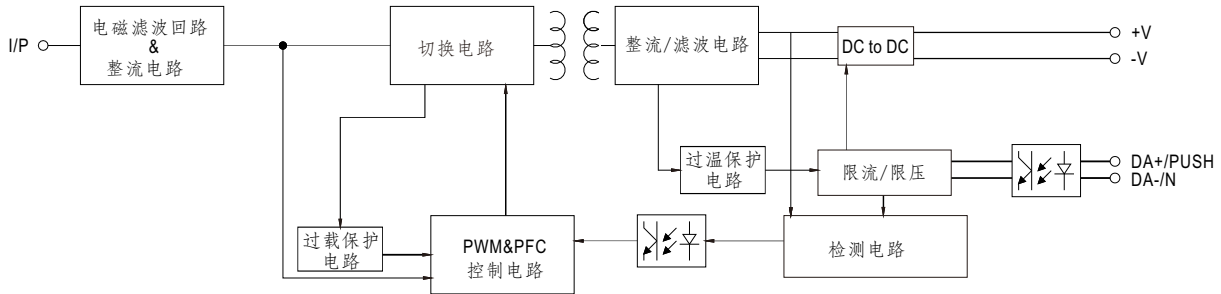 I/P
电磁滤波回路
&
整流电路
切换电路
整流/滤波电路
DC to DC
+V
-V
过温保护
电路
限流/限压
DA+/PUSH
DA-/N
过载保护
电路
PWM&PFC
控制电路
检测电路